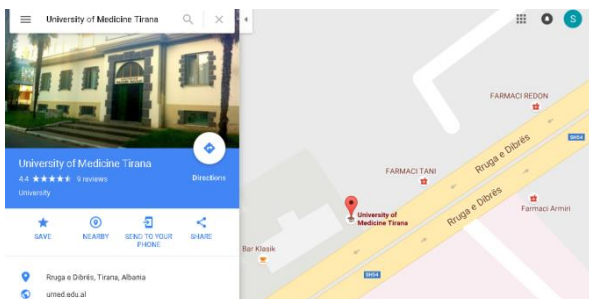 University of Medicine Tirana
University of Medicine Tirana
4.4 ★★★★★ 9 reviews
Directions
University
SAVE
NEARBY
SEND TO YOUR
PHONE
SHARE
Rruga e Dibrës, Tirana, Albania
umed.edu.al
S
FARMACI REDON
SH54
Rruga e Dibrës
FARMACI TANI
Rruga e Dibrës
Farmaci Armiri
University of
Medicine Tirana
Bar Klasik
SH54